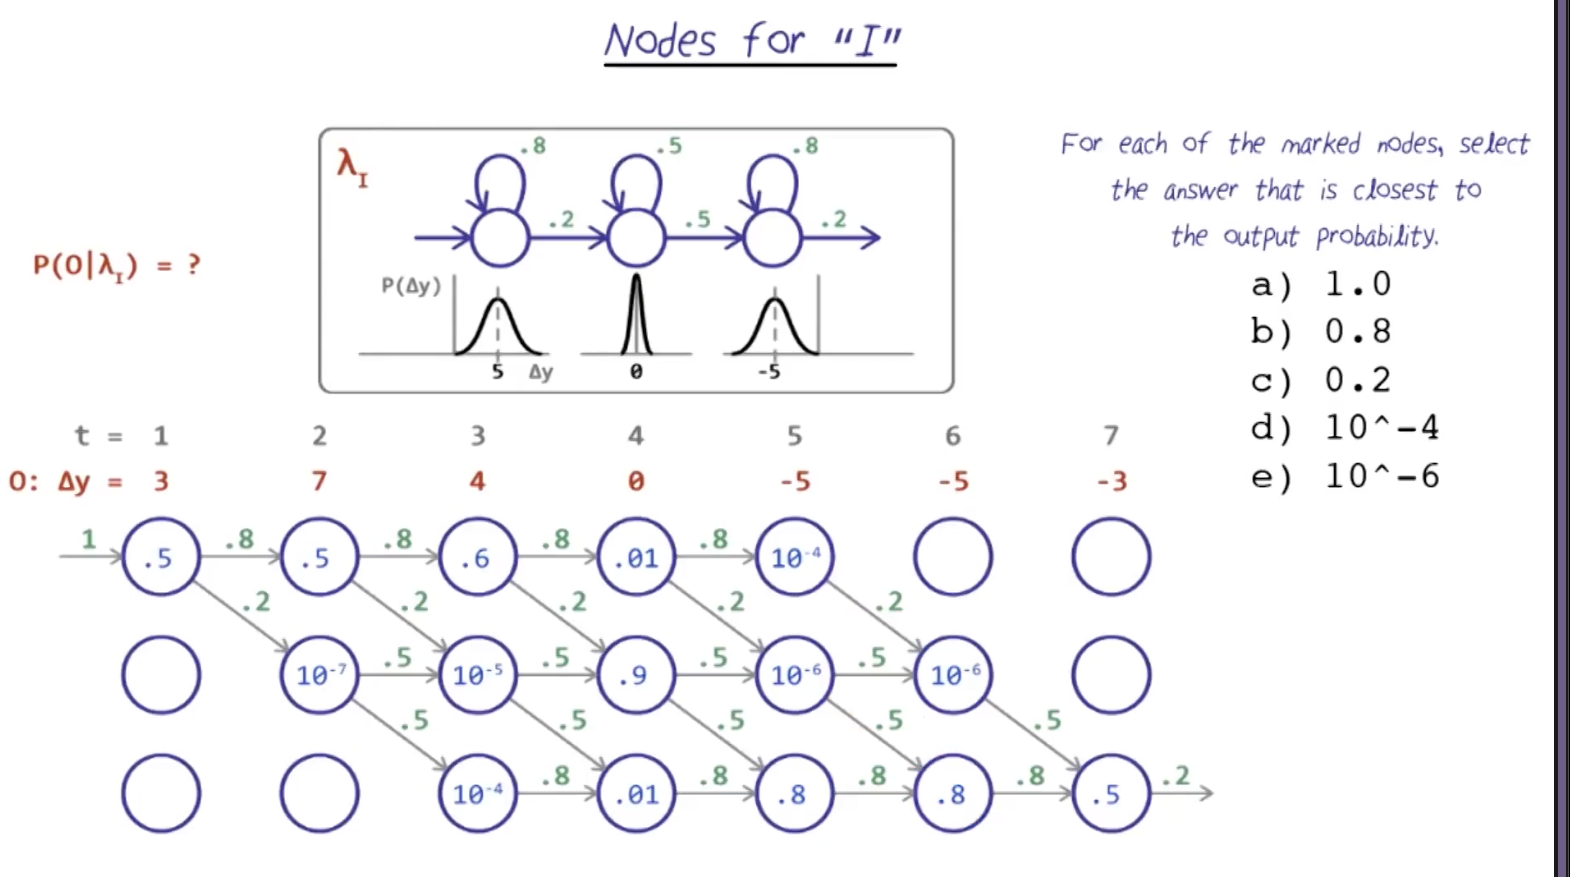 Nodes for "I"
λ_I
.8 .5 .8
.2 .5 .2
P(Δy)
5 Δy 0 -5
P(O|λ_I) = ?
For each of the marked nodes, select
the answer that is closest to
the output probability.
a) 1.0
b) 0.8
c) 0.2
d) 10^-4
e) 10^-6
t = 1 2 3 4 5 6 7
O: Δy = 3 7 4 0 -5 -5 -3
1 .8 .8 .8 .8
.5 .5 .6 .01 10⁻⁴
.2 .2 .2 .2 .2
.5 .5 .5 .5
10⁻⁷ 10⁻⁵ .9 10⁻⁶ 10⁻⁶
.5 .5 .5 .5 .5
.8 .8 .8 .8 .2
10⁻⁴ .01 .8 .8 .5